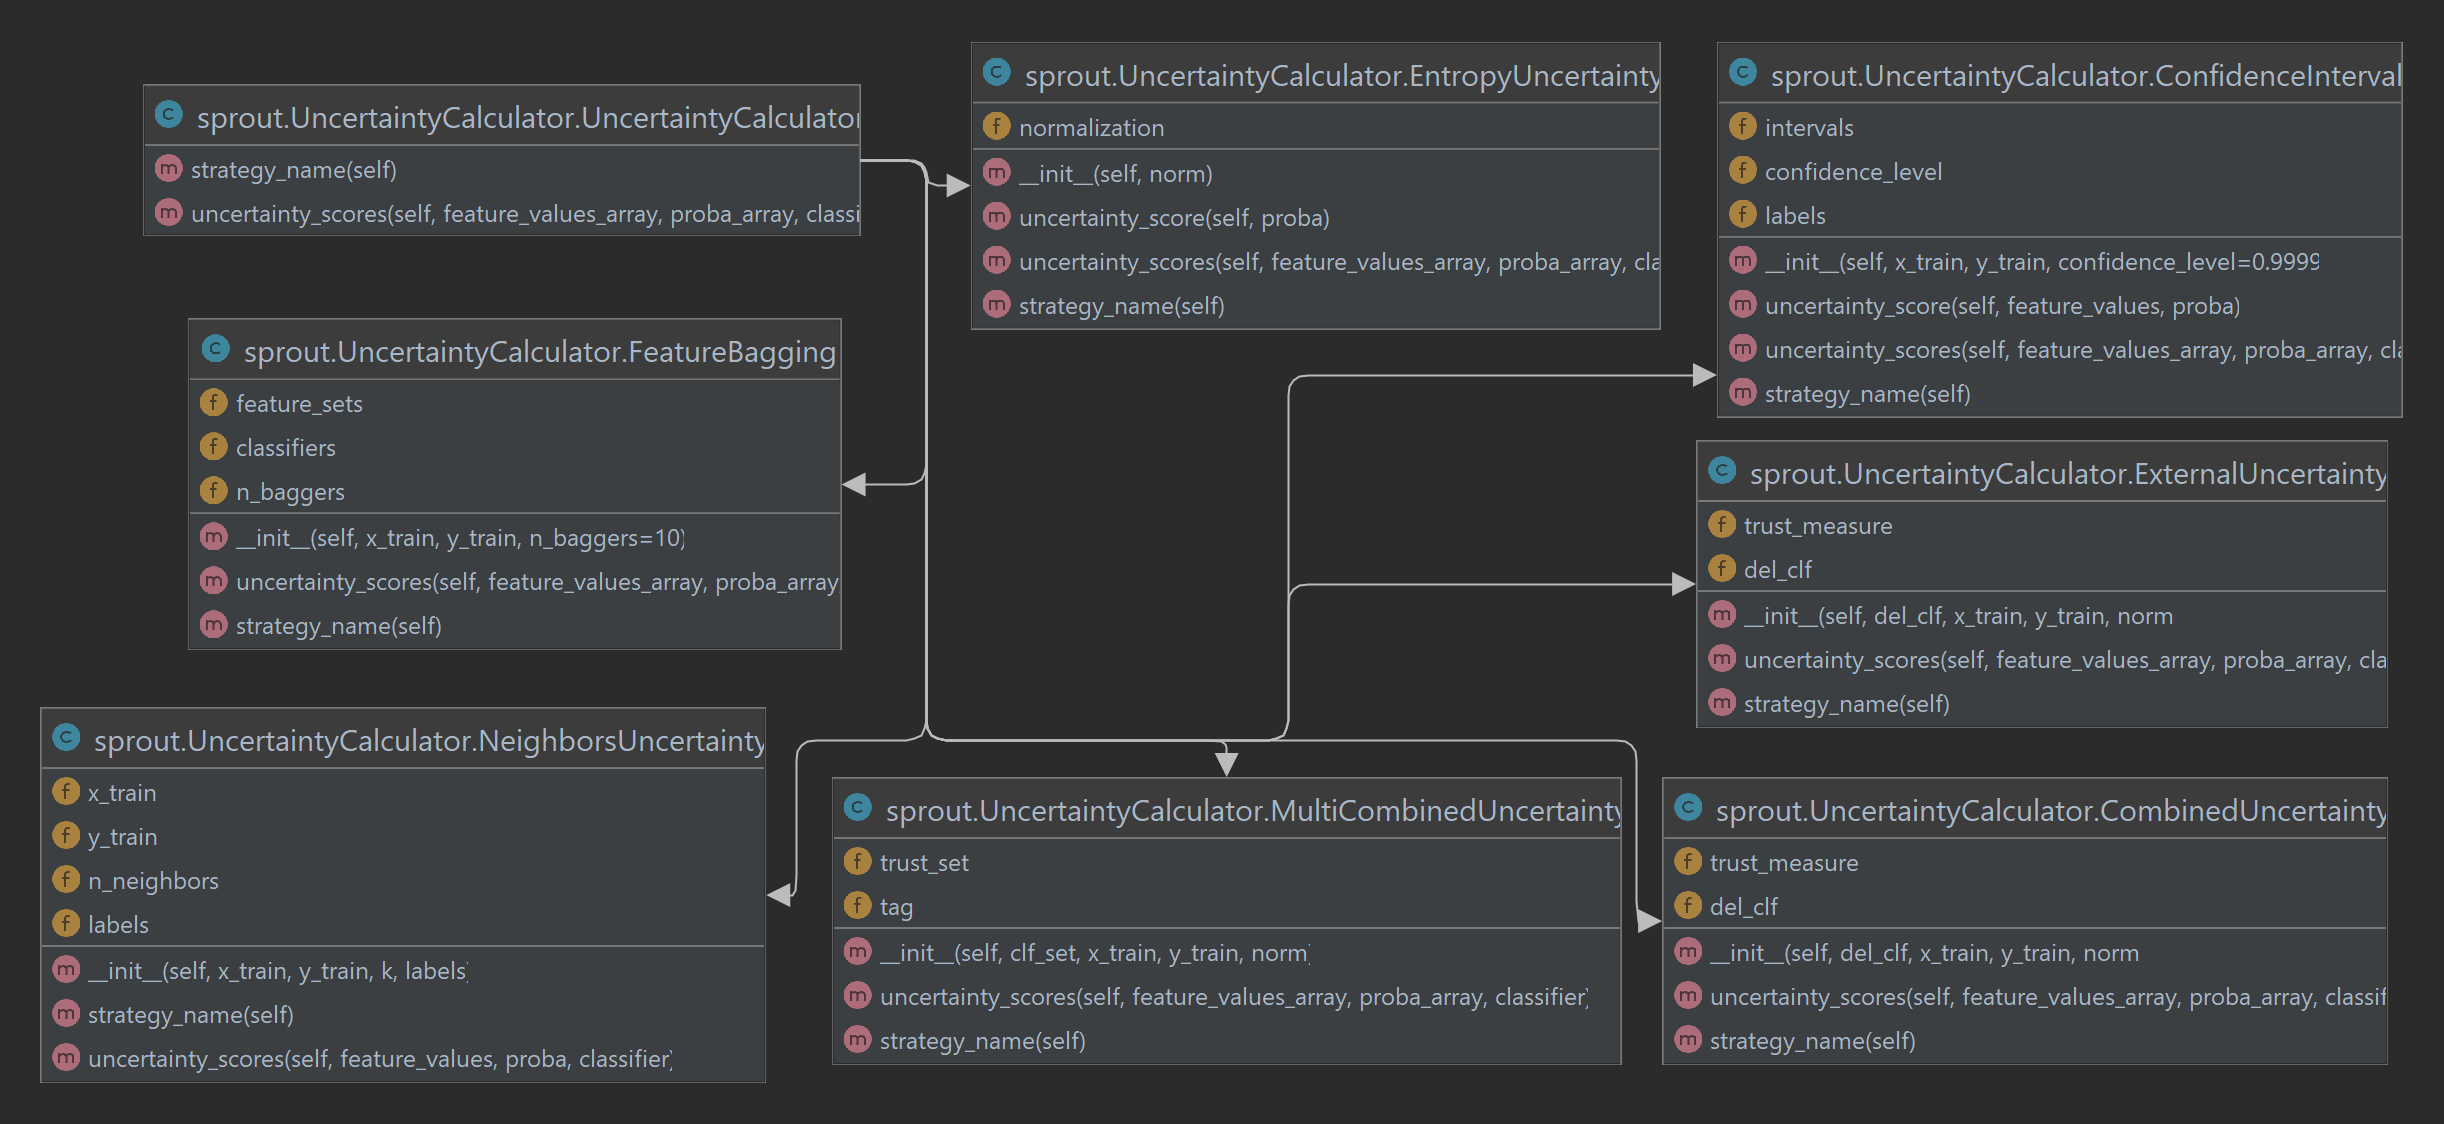 sprout.UncertaintyCalculator.UncertaintyCalculator
strategy_name(self)
uncertainty_scores(self, feature_values_array, proba_array, classi
sprout.UncertaintyCalculator.EntropyUncertainty
normalization
__init__(self, norm)
uncertainty_score(self, proba)
uncertainty_scores(self, feature_values_array, proba_array, cla
strategy_name(self)
sprout.UncertaintyCalculator.ConfidenceInterval
intervals
confidence_level
labels
__init__(self, x_train, y_train, confidence_level=0.9999
uncertainty_score(self, feature_values, proba)
uncertainty_scores(self, feature_values_array, proba_array, cla
strategy_name(self)
sprout.UncertaintyCalculator.FeatureBagging
feature_sets
classifiers
n_baggers
__init__(self, x_train, y_train, n_baggers=10)
uncertainty_scores(self, feature_values_array, proba_array,
strategy_name(self)
sprout.UncertaintyCalculator.ExternalUncertainty
trust_measure
del_clf
__init__(self, del_clf, x_train, y_train, norm
uncertainty_scores(self, feature_values_array, proba_array, cla
strategy_name(self)
sprout.UncertaintyCalculator.NeighborsUncertainty
x_train
y_train
n_neighbors
labels
__init__(self, x_train, y_train, k, labels)
strategy_name(self)
uncertainty_scores(self, feature_values, proba, classifier)
sprout.UncertaintyCalculator.MultiCombinedUncertainty
trust_set
tag
__init__(self, clf_set, x_train, y_train, norm)
uncertainty_scores(self, feature_values_array, proba_array, classifier)
strategy_name(self)
sprout.UncertaintyCalculator.CombinedUncertainty
trust_measure
del_clf
__init__(self, del_clf, x_train, y_train, norm
uncertainty_scores(self, feature_values_array, proba_array, classif
strategy_name(self)